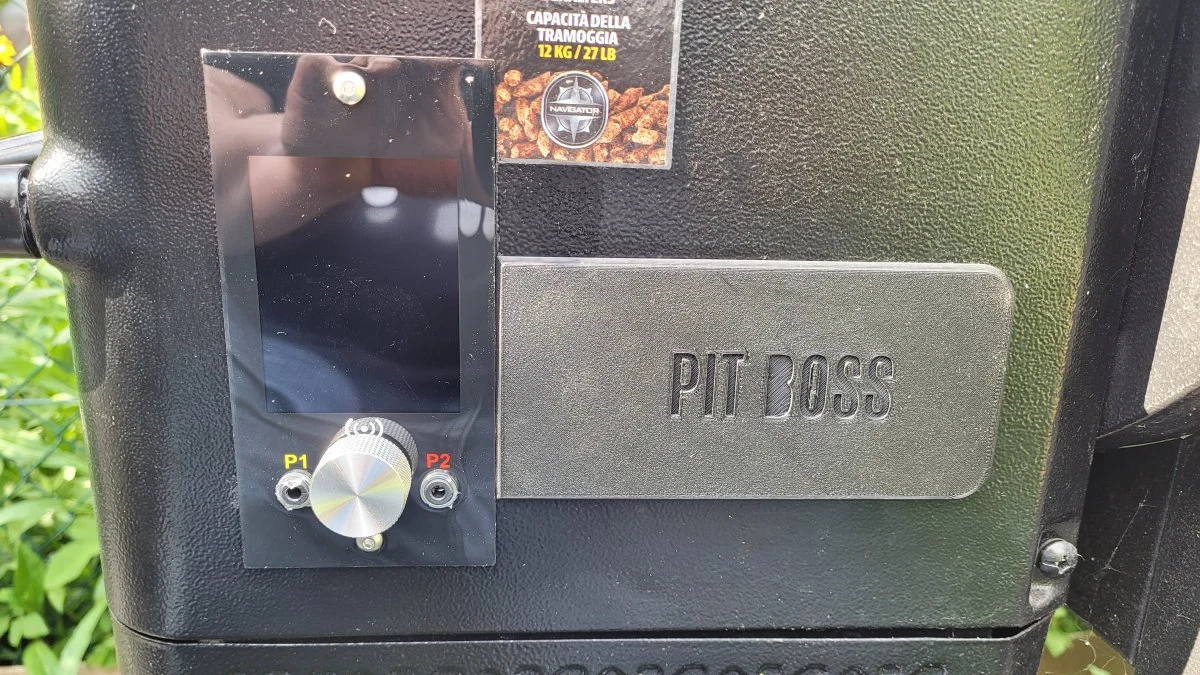 CAPACITÀ DELLA
TRAMOGGIA
12 KG / 27 LB
NAVIGATOR
PIT BOSS
P1
P2